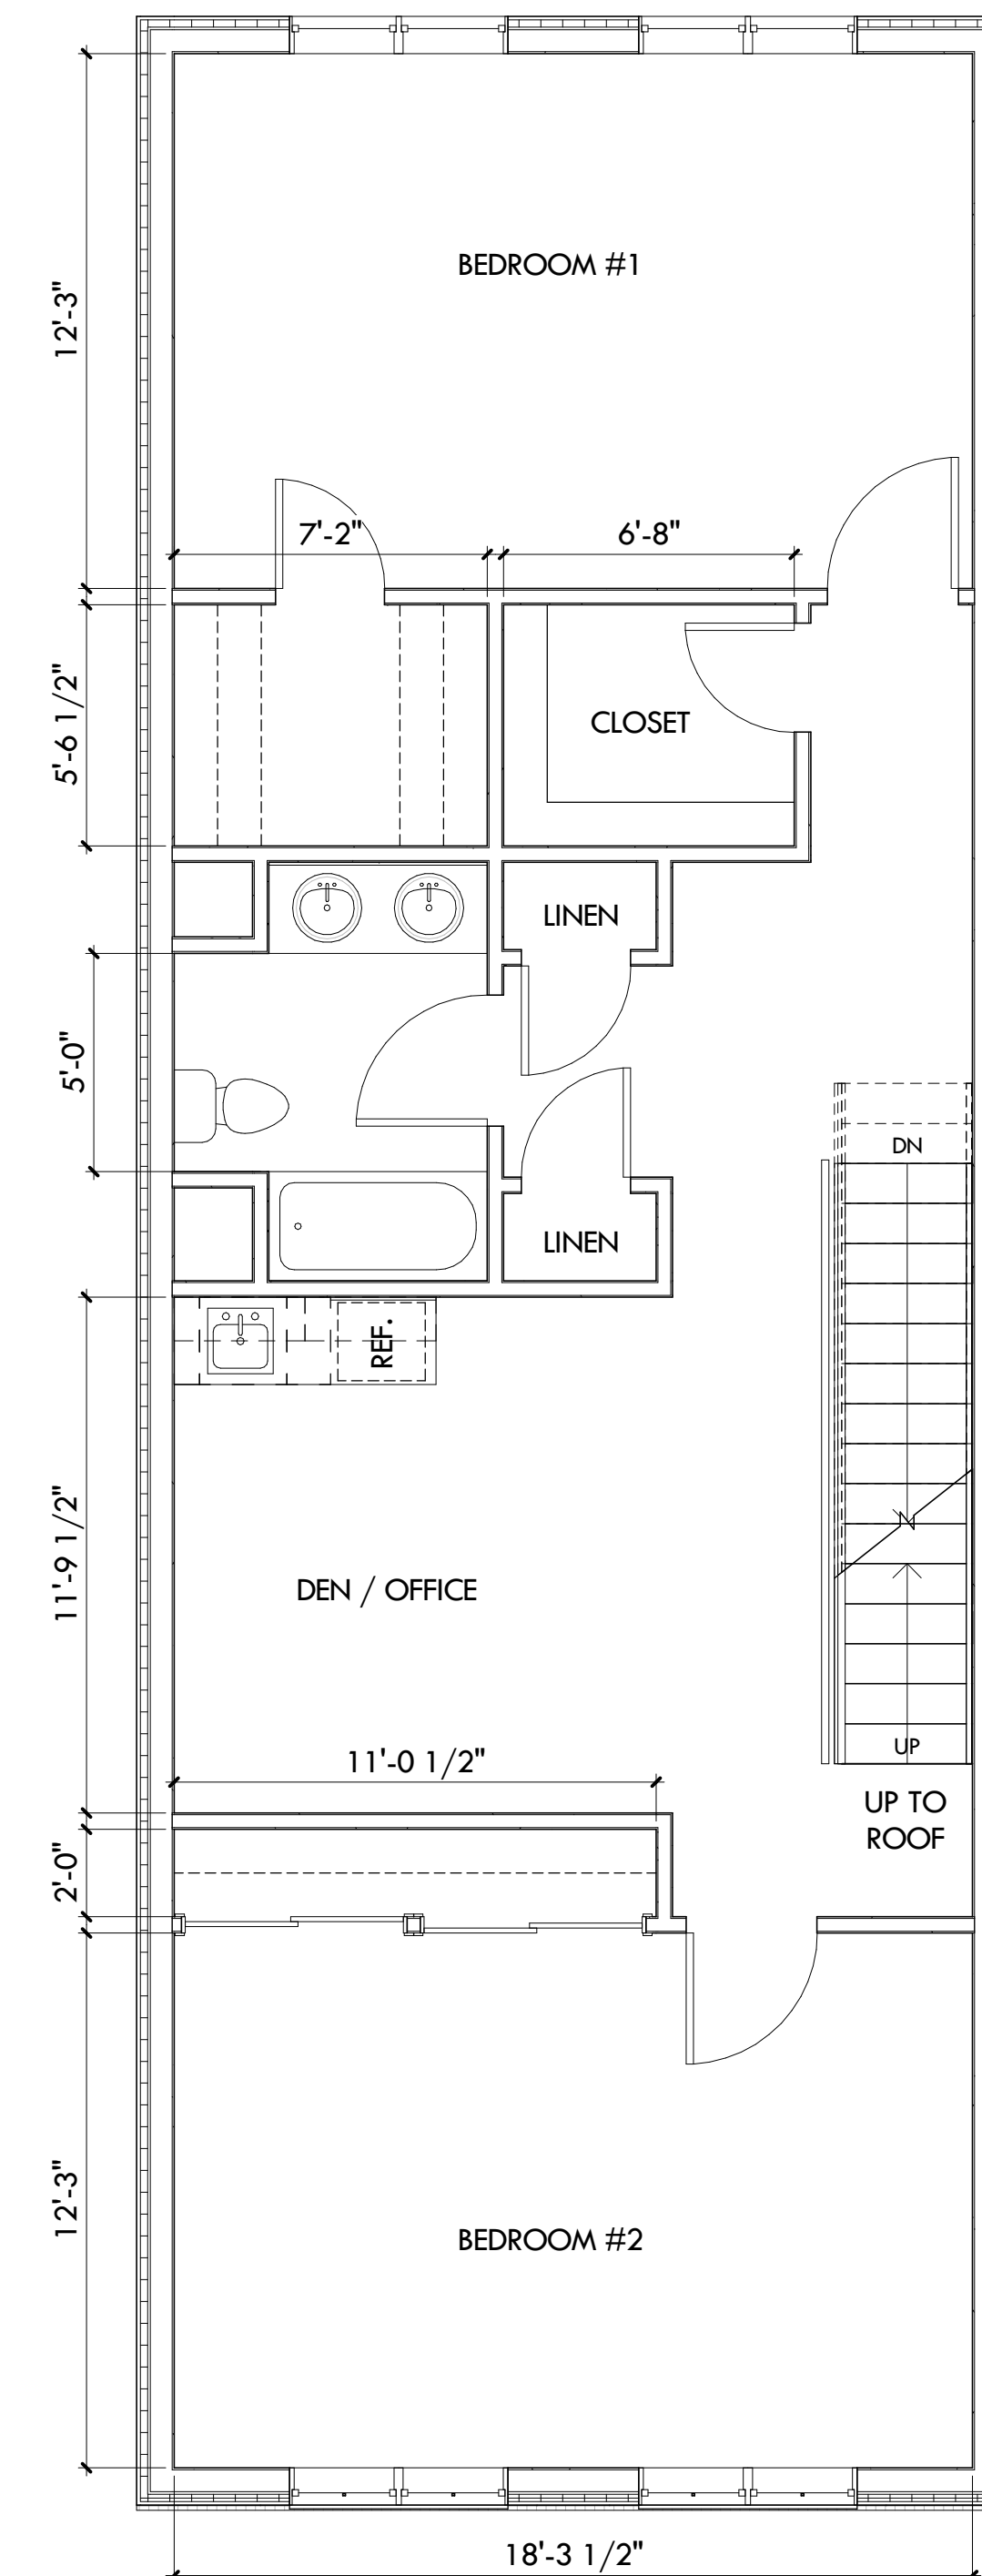 BEDROOM #1
12'-3"
7'-2"
6'-8"
5'-6 1/2"
CLOSET
LINEN
5'-0"
DN
LINEN
REF.
11'-9 1/2"
DEN / OFFICE
UP
11'-0 1/2"
UP TO
ROOF
2'-0"
12'-3"
BEDROOM #2
18'-3 1/2"